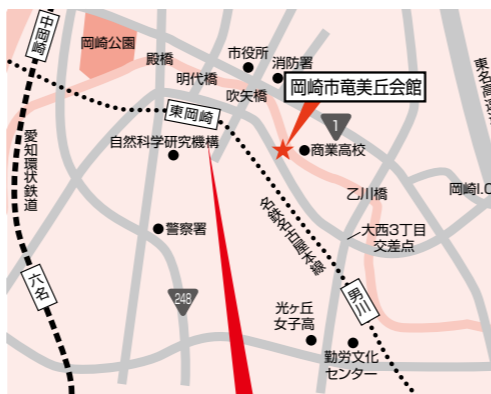 中岡崎
岡崎公園
殿橋
市役所
消防署
明代橋
吹矢橋
岡崎市竜美丘会館
東名高速
東岡崎
1
自然科学研究機構
商業高校
愛知環状鉄道
乙川橋
岡崎I.C
名鉄名古屋本線
大西3丁目
交差点
警察署
六名
248
男川
光ヶ丘
女子高
勤労文化
センター